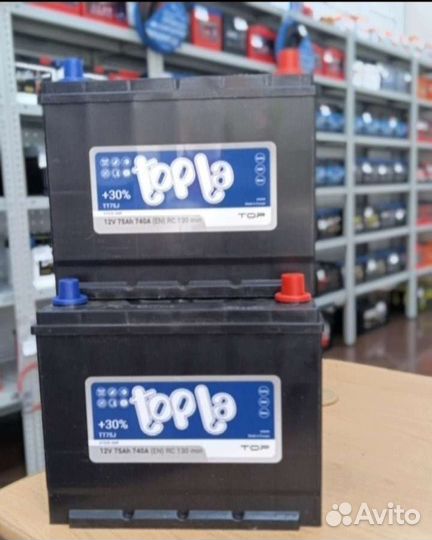 topla
+30%
TT75J
12V 75Ah 740A (EN) RC 130 min
TOP
topla
+30%
TT75J
12V 75Ah 740A (EN) RC 130 min
TOP
Avito